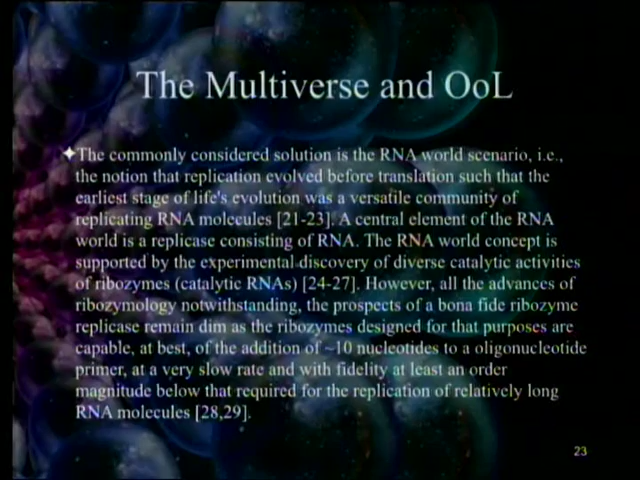 The Multiverse and OoL
✦The commonly considered solution is the RNA world scenario, i.e.,
the notion that replication evolved before translation such that the
earliest stage of life's evolution was a versatile community of
replicating RNA molecules [21-23]. A central element of the RNA
world is a replicase consisting of RNA. The RNA world concept is
supported by the experimental discovery of diverse catalytic activities
of ribozymes (catalytic RNAs) [24-27]. However, all the advances of
ribozymology notwithstanding, the prospects of a bona fide ribozyme
replicase remain dim as the ribozymes designed for that purposes are
capable, at best, of the addition of ~10 nucleotides to a oligonucleotide
primer, at a very slow rate and with fidelity at least an order
magnitude below that required for the replication of relatively long
RNA molecules [28,29].
23